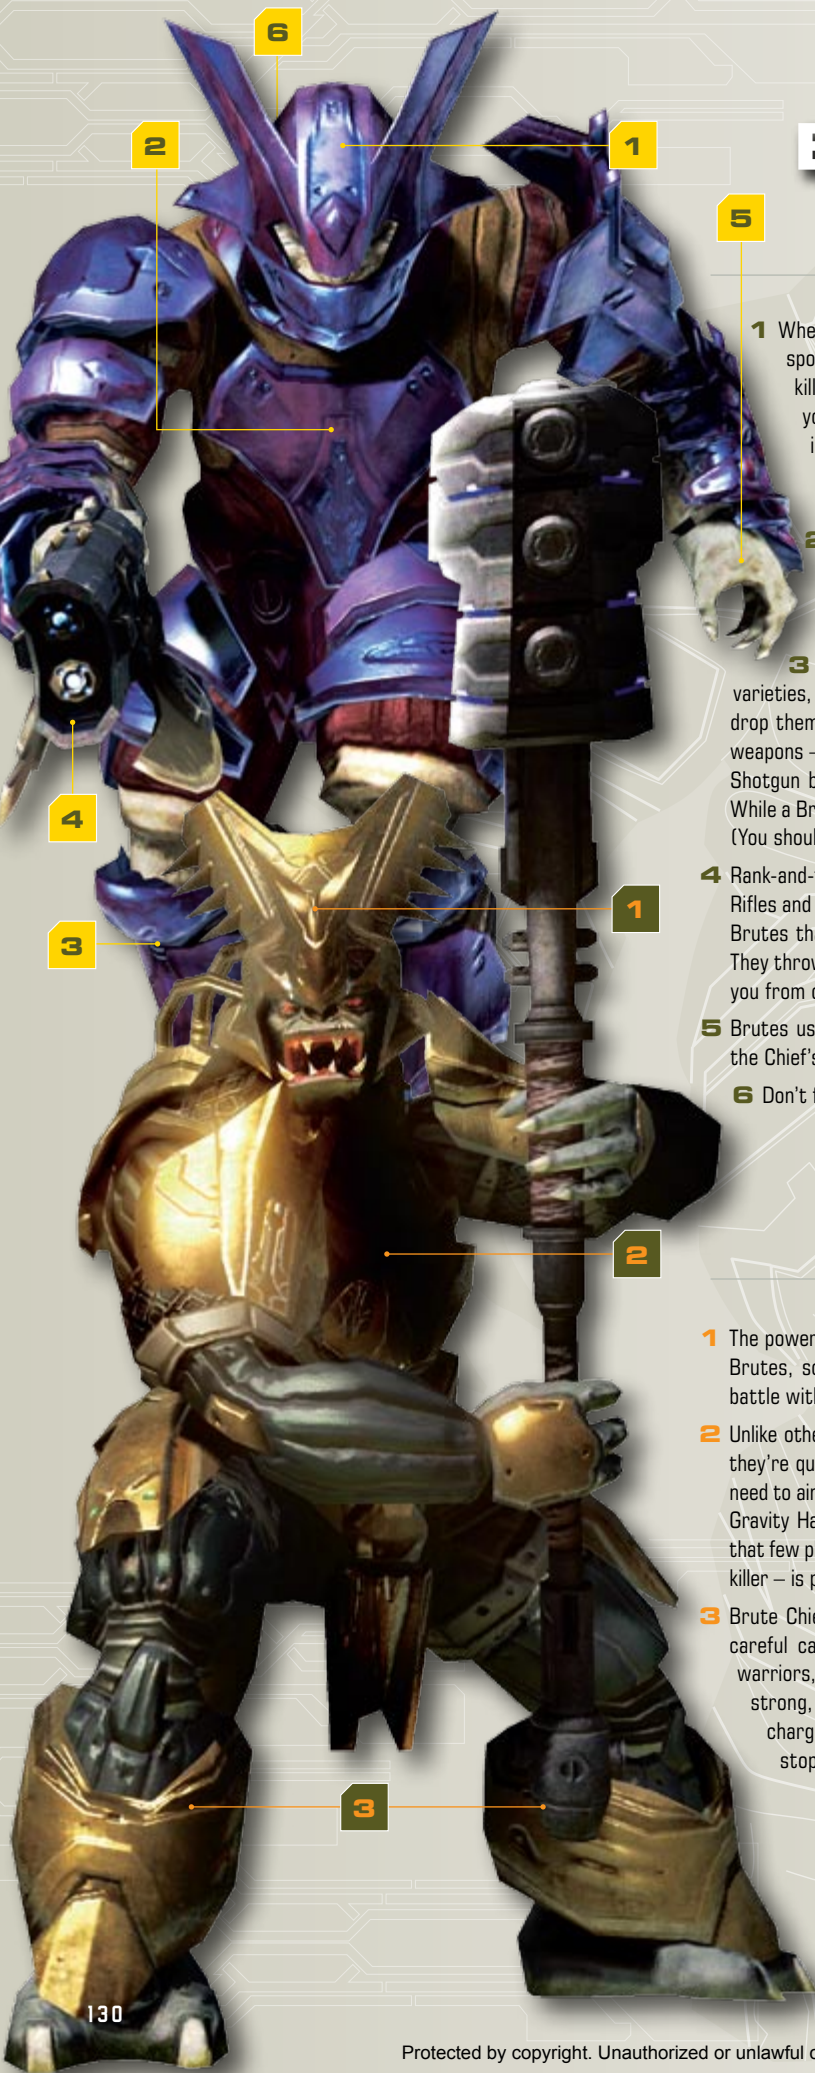 6
2
1
5
1 Whe
spo
kill
yo
i
2
3
varieties,
drop them
weapons –
Shotgun b
While a Br
(You shoul
4
4 Rank-and-
Rifles and
Brutes tha
They throw
you from c
1
3
5 Brutes us
the Chief's
6 Don't f
2
1 The power
Brutes, so
battle with
2 Unlike othe
they're qu
need to air
Gravity Ha
that few p
killer – is p
3 Brute Chie
careful ca
warriors,
strong,
charg
stop
3
130
Protected by copyright. Unauthorized or unlawful c